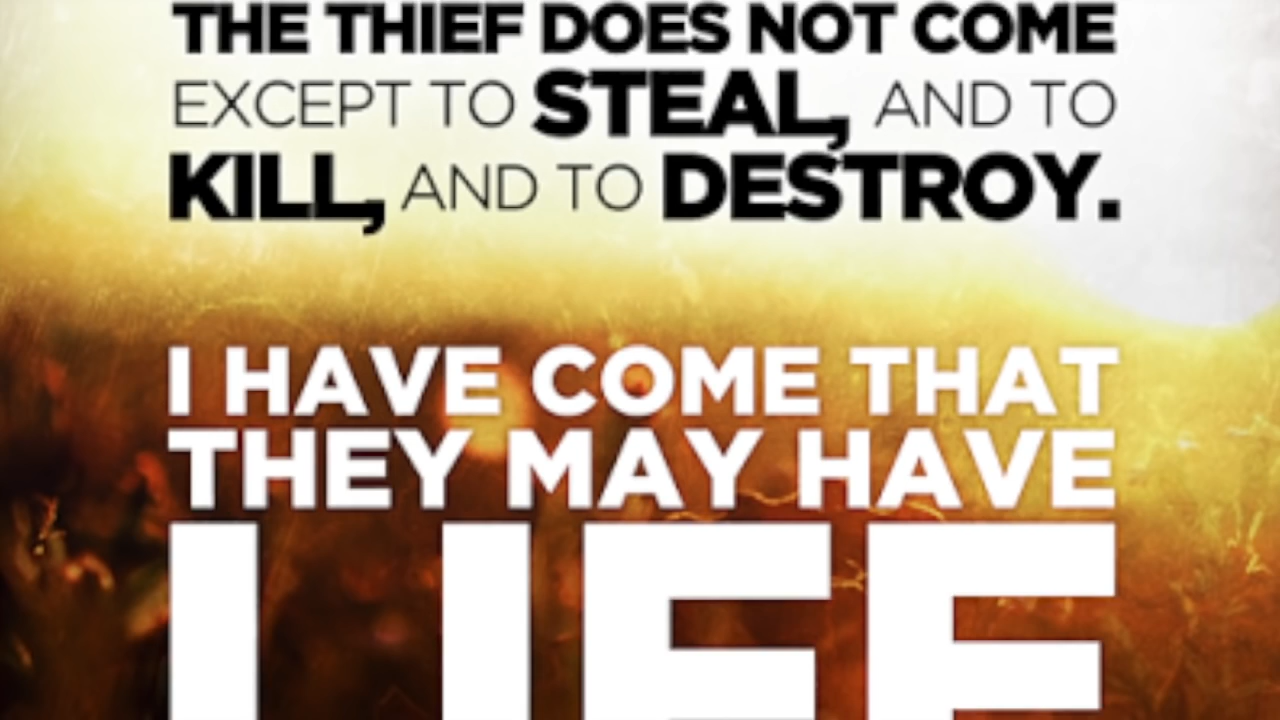 THE THIEF DOES NOT COME
EXCEPT TO STEAL, AND TO
KILL, AND TO DESTROY.
I HAVE COME THAT
THEY MAY HAVE
LIFE